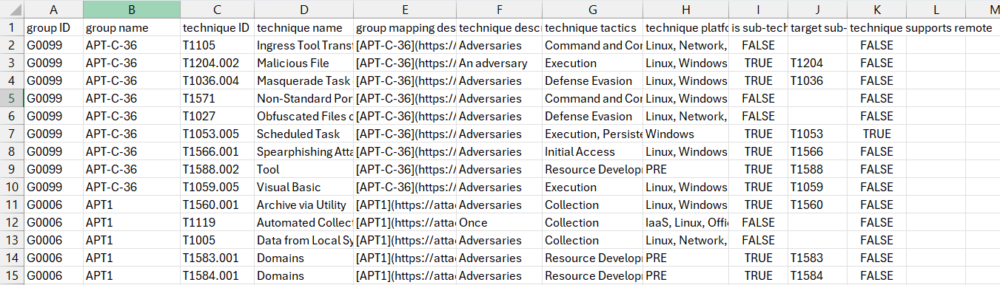 A B C D E F G H I J K L M
1 group ID group name technique ID technique name group mapping des technique descr technique tactics technique platfo is sub-tech target sub- technique supports remote
2 G0099 APT-C-36 T1105 Ingress Tool Trans [APT-C-36](https:// Adversaries Command and Con Linux, Network, FALSE FALSE
3 G0099 APT-C-36 T1204.002 Malicious File [APT-C-36](https:// An adversary Execution Linux, Windows TRUE T1204 FALSE
4 G0099 APT-C-36 T1036.004 Masquerade Task [APT-C-36](https:// Adversaries Defense Evasion Linux, Windows TRUE T1036 FALSE
5 G0099 APT-C-36 T1571 Non-Standard Por [APT-C-36](https:// Adversaries Command and Con Linux, Windows FALSE FALSE
6 G0099 APT-C-36 T1027 Obfuscated Files o [APT-C-36](https:// Adversaries Defense Evasion Linux, Network, FALSE FALSE
7 G0099 APT-C-36 T1053.005 Scheduled Task [APT-C-36](https:// Adversaries Execution, Persiste Windows TRUE T1053 TRUE
8 G0099 APT-C-36 T1566.001 Spearphishing Atta [APT-C-36](https:// Adversaries Initial Access Linux, Windows TRUE T1566 FALSE
9 G0099 APT-C-36 T1588.002 Tool [APT-C-36](https:// Adversaries Resource Develop PRE TRUE T1588 FALSE
10 G0099 APT-C-36 T1059.005 Visual Basic [APT-C-36](https:// Adversaries Execution Linux, Windows TRUE T1059 FALSE
11 G0006 APT1 T1560.001 Archive via Utility [APT1](https://atta Adversaries Collection Linux, Windows TRUE T1560 FALSE
12 G0006 APT1 T1119 Automated Collec [APT1](https://atta Once Collection IaaS, Linux, Offi FALSE FALSE
13 G0006 APT1 T1005 Data from Local Sy [APT1](https://atta Adversaries Collection Linux, Network, FALSE FALSE
14 G0006 APT1 T1583.001 Domains [APT1](https://atta Adversaries Resource Develop PRE TRUE T1583 FALSE
15 G0006 APT1 T1584.001 Domains [APT1](https://atta Adversaries Resource Develop PRE TRUE T1584 FALSE